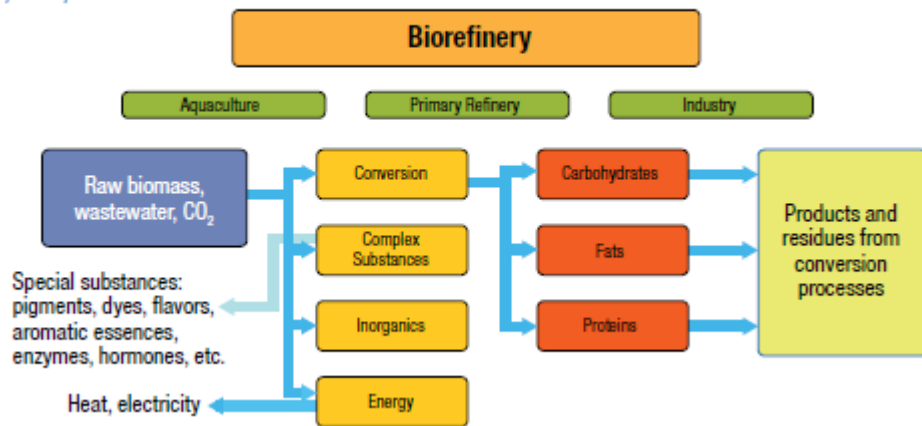 Biorefinery
Aquaculture
Primary Refinery
Industry
Raw biomass,
wastewater, CO₂
Conversion
Complex
Substances
Inorganics
Energy
Carbohydrates
Fats
Proteins
Products and
residues from
conversion
processes
Special substances:
pigments, dyes, flavors,
aromatic essences,
enzymes, hormones, etc.
Heat, electricity